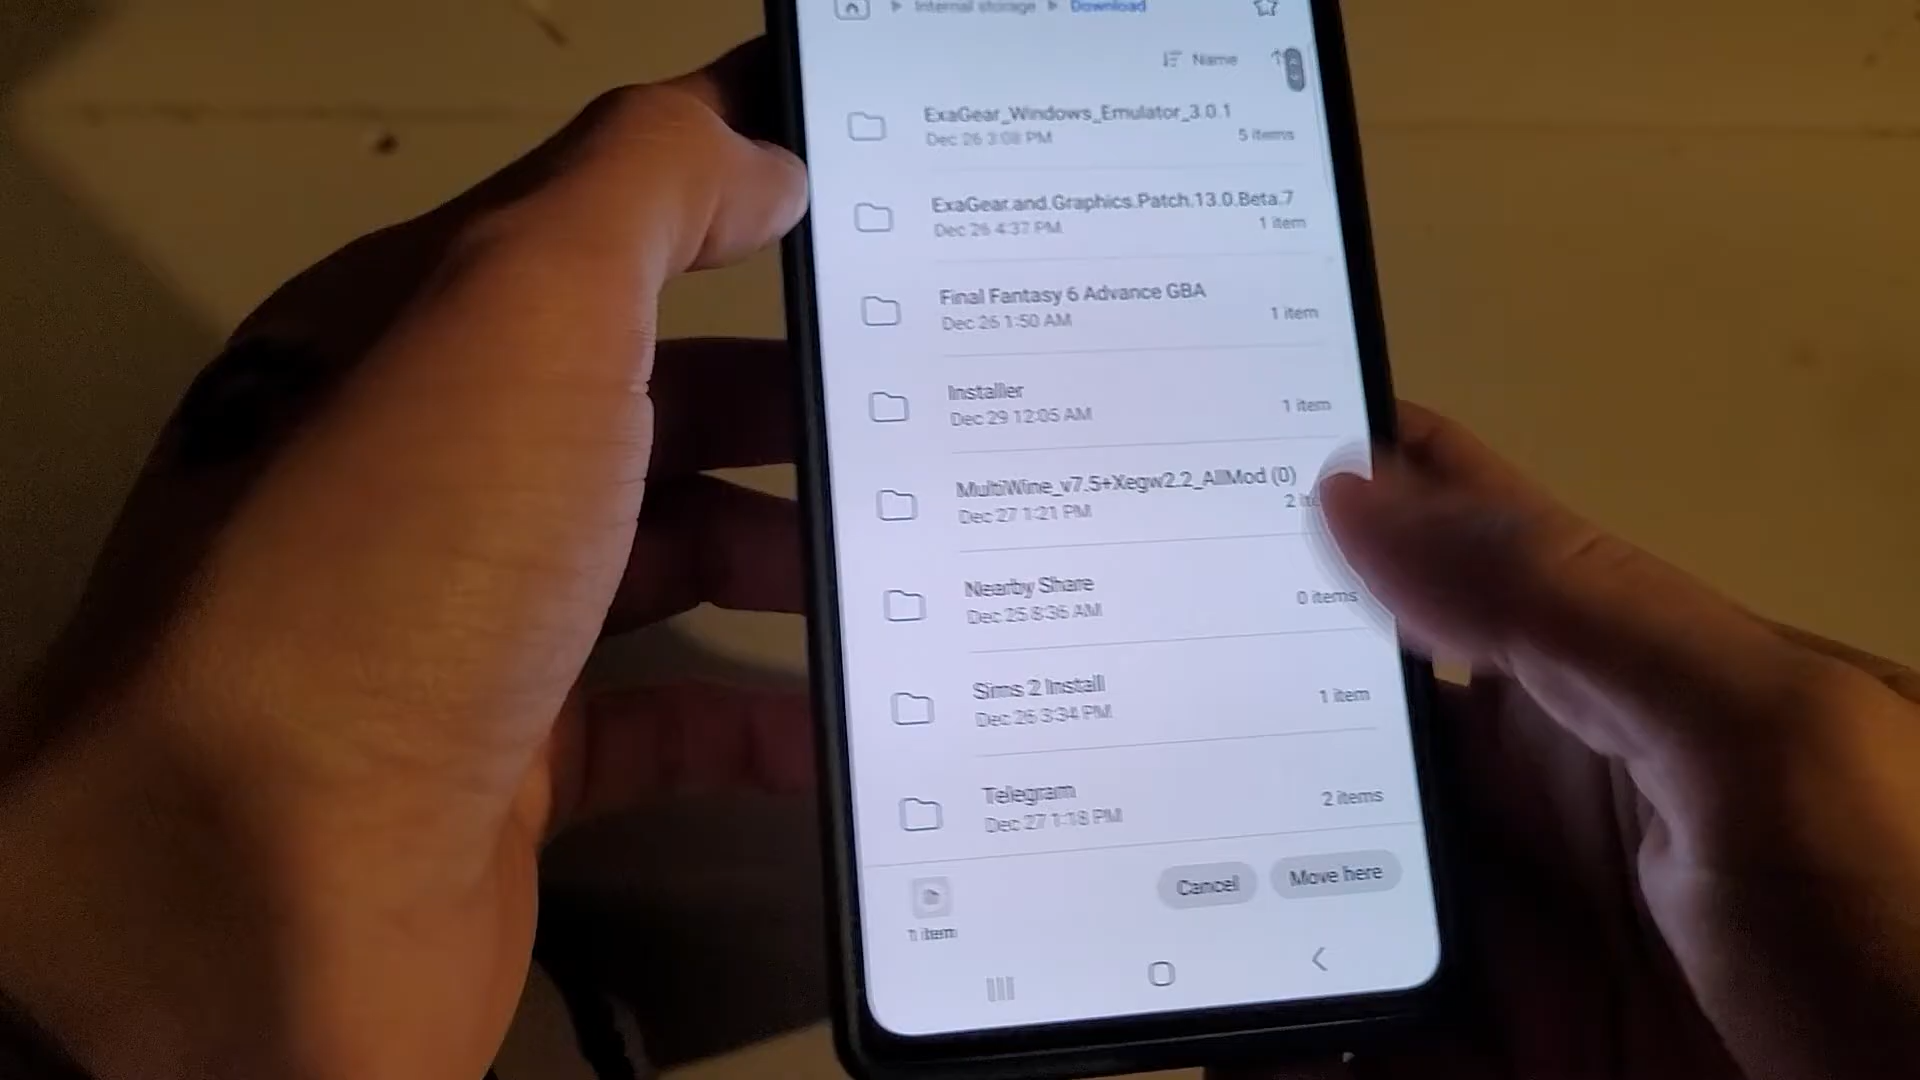 Internal storage Download
Name
ExaGear_Windows_Emulator_3.0.1
Dec 26 3:08 PM 5 items
ExaGear.and.Graphics.Patch.13.0.Beta.7
Dec 26 4:37 PM 1 item
Final Fantasy 6 Advance GBA
Dec 26 1:50 AM 1 item
Installer
Dec 29 12:05 AM 1 item
MultiWine_v7.5+Xegw2.2_AllMod (0)
Dec 27 1:21 PM 2
Nearby Share
Dec 25 8:36 AM 0 items
Sims 2 Install
Dec 26 3:34 PM 1 item
Telegram
Dec 27 1:18 PM 2 items
Cancel Move here
1 item